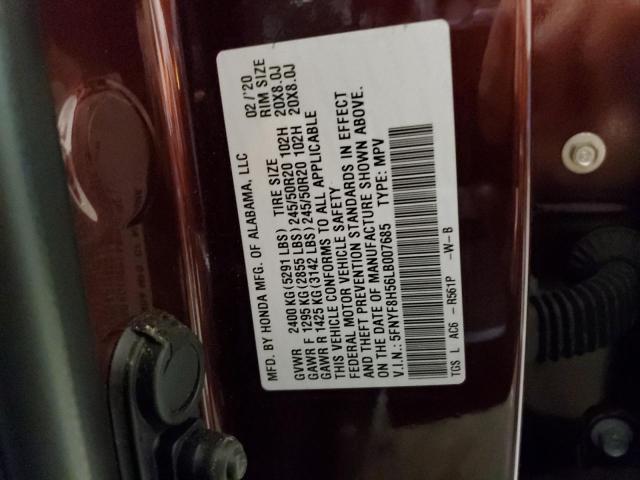 MFD. BY HONDA MFG. OF ALABAMA, LLC 02 /'20
TIRE SIZE RIM SIZE
GVWR 2400 KG (5291 LBS)
GAWR F 1295 KG (2855 LBS) 245/50R20 102H 20X8.0J
GAWR R 1425 KG (3142 LBS) 245/50R20 102H 20X8.0J
THIS VEHICLE CONFORMS TO ALL APPLICABLE
FEDERAL MOTOR VEHICLE SAFETY
AND THEFT PREVENTION STANDARDS IN EFFECT
ON THE DATE OF MANUFACTURE SHOWN ABOVE.
V.I.N.: 5FNYF8H56LB007685 TYPE: MPV
TGS L AC6 - R561P -W-B